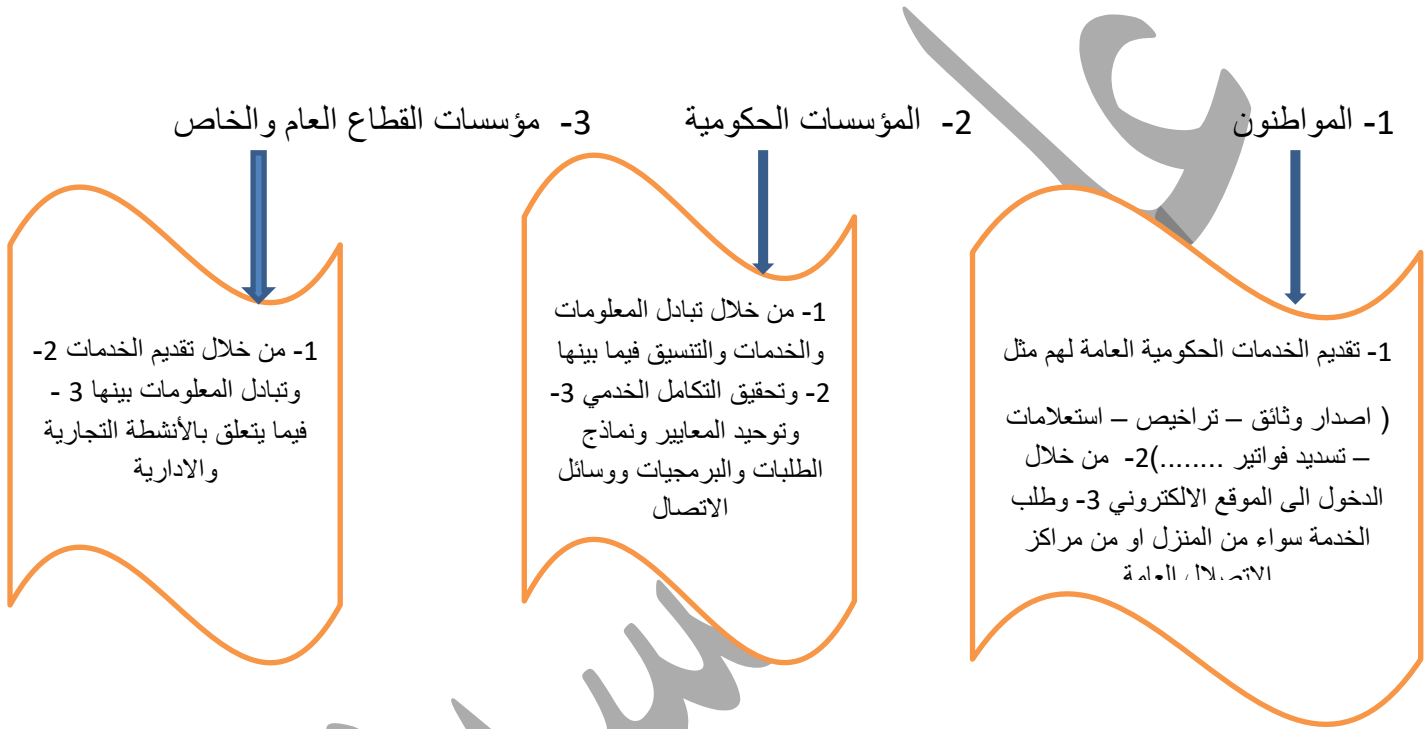 1- المواطنون
2- المؤسسات الحكومية
3- مؤسسات القطاع العام والخاص
1- تقديم الخدمات الحكومية العامة لهم مثل
( اصدار وثائق – تراخيص – استعلامات
– تسديد فواتير ........)2- من خلال
الدخول الى الموقع الالكتروني 3- وطلب
الخدمة سواء من المنزل او من مراكز
الاتصلال العامة
1- من خلال تبادل المعلومات
والخدمات والتنسيق فيما بينها
2- وتحقيق التكامل الخدمي 3-
وتوحيد المعايير ونماذج
الطلبات والبرمجيات ووسائل
الاتصال
1- من خلال تقديم الخدمات 2-
وتبادل المعلومات بينها 3 -
فيما يتعلق بالأنشطة التجارية
والادارية